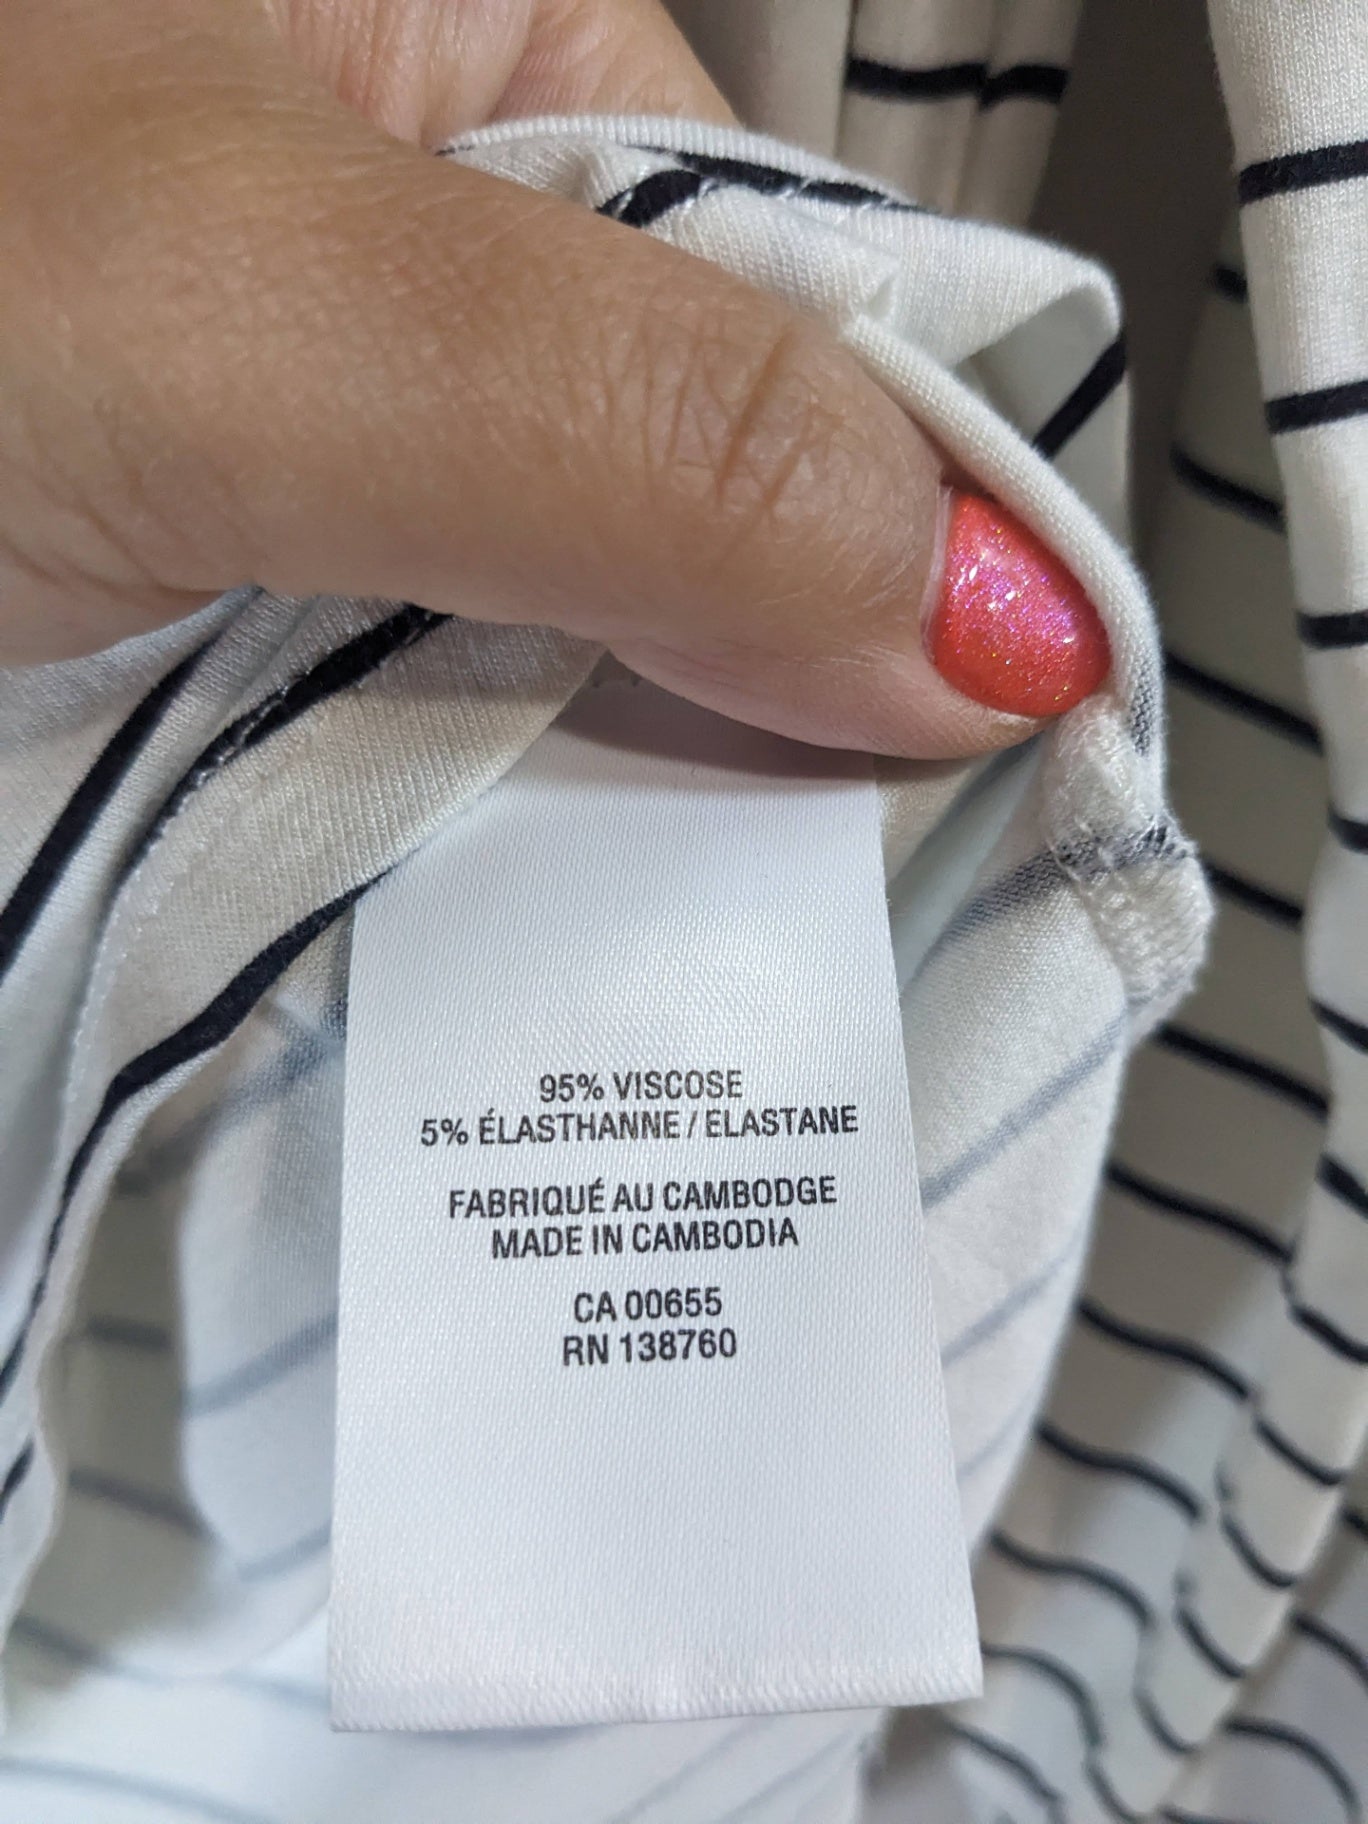 95% VISCOSE
5% ÉLASTHANNE / ELASTANE
FABRIQUÉ AU CAMBODGE
MADE IN CAMBODIA
CA 00655
RN 138760